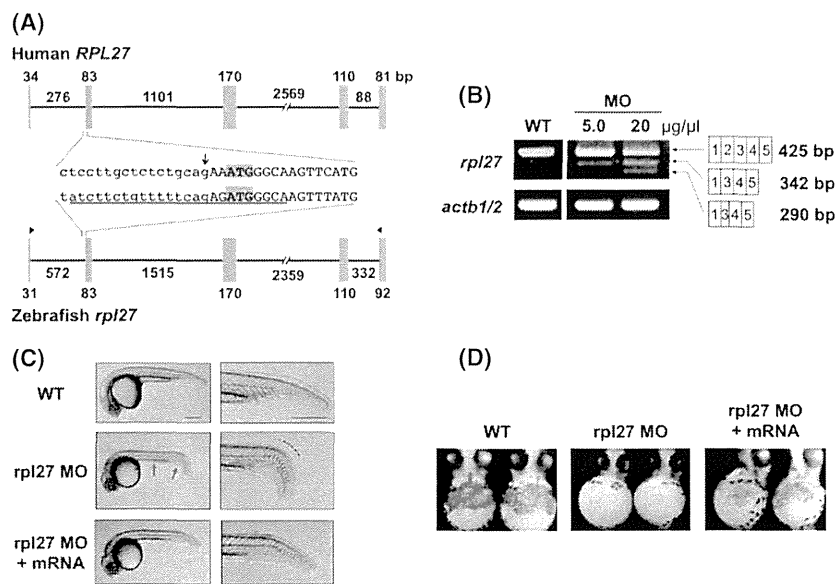 (A)
Human RPL27
34 83 170 110 81 bp
276 1101 2569 88
ctccttgctctctgcagAAATGGGCAAGTTCATG
tatcttctgtttttcagAGATGGGCAAGTTTATG
572 1515 2359 332
31 83 170 110 92
Zebrafish rpl27
(B)
MO
WT 5.0 20 µg/µl
rpl27
1 2 3 4 5 425 bp
1 3 4 5 342 bp
1 3 4 5 290 bp
actb1/2
(C)
WT
rpl27 MO
rpl27 MO
+ mRNA
(D)
WT rpl27 MO rpl27 MO
+ mRNA